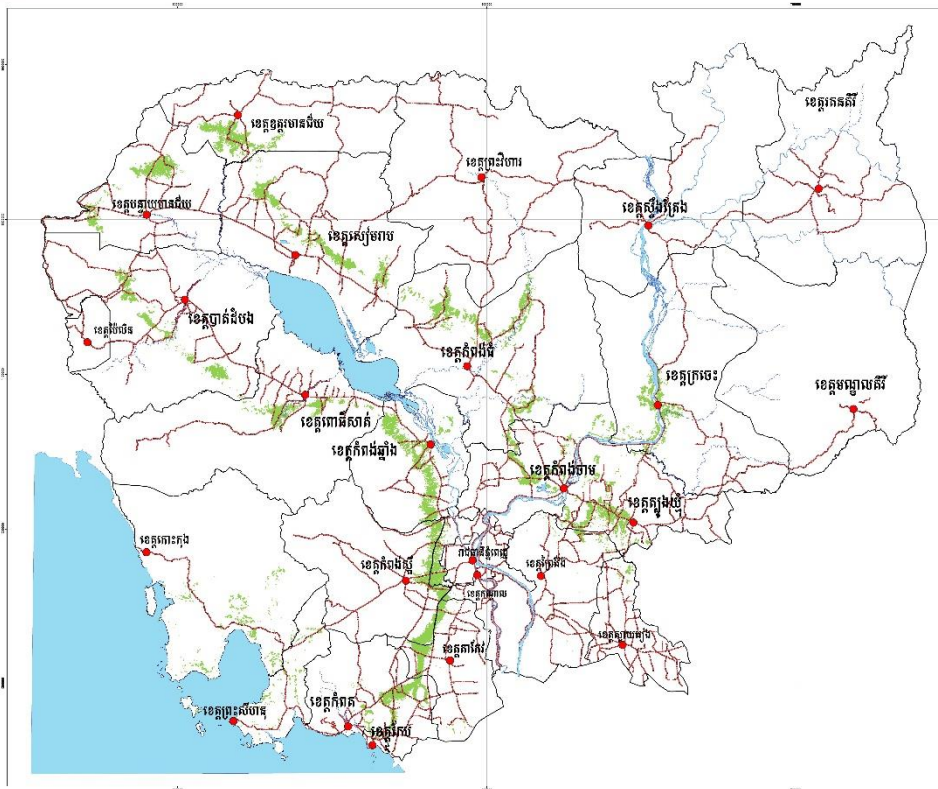 ខេត្តរតនគិរី
ខេត្តឧត្តរមានជ័យ
ខេត្តព្រះវិហារ
ខេត្តស្ទឹងត្រែង
ខេត្តបន្ទាយមានជ័យ
ខេត្តសៀមរាប
ខេត្តបាត់ដំបង
ខេត្តប៉ៃលិន
ខេត្តកំពង់ធំ
ខេត្តក្រចេះ
ខេត្តមណ្ឌលគិរី
ខេត្តពោធិ៍សាត់
ខេត្តកំពង់ឆ្នាំង
ខេត្តកំពង់ចាម
ខេត្តត្បូងឃ្មុំ
ខេត្តកោះកុង
រាជធានីភ្នំពេញ
ខេត្តកំពង់ស្ពឺ
ខេត្តព្រៃវែង
ខេត្តកណ្តាល
ខេត្តស្វាយរៀង
ខេត្តតាកែវ
ខេត្តកំពត
ខេត្តព្រះសីហនុ
ខេត្តកែប